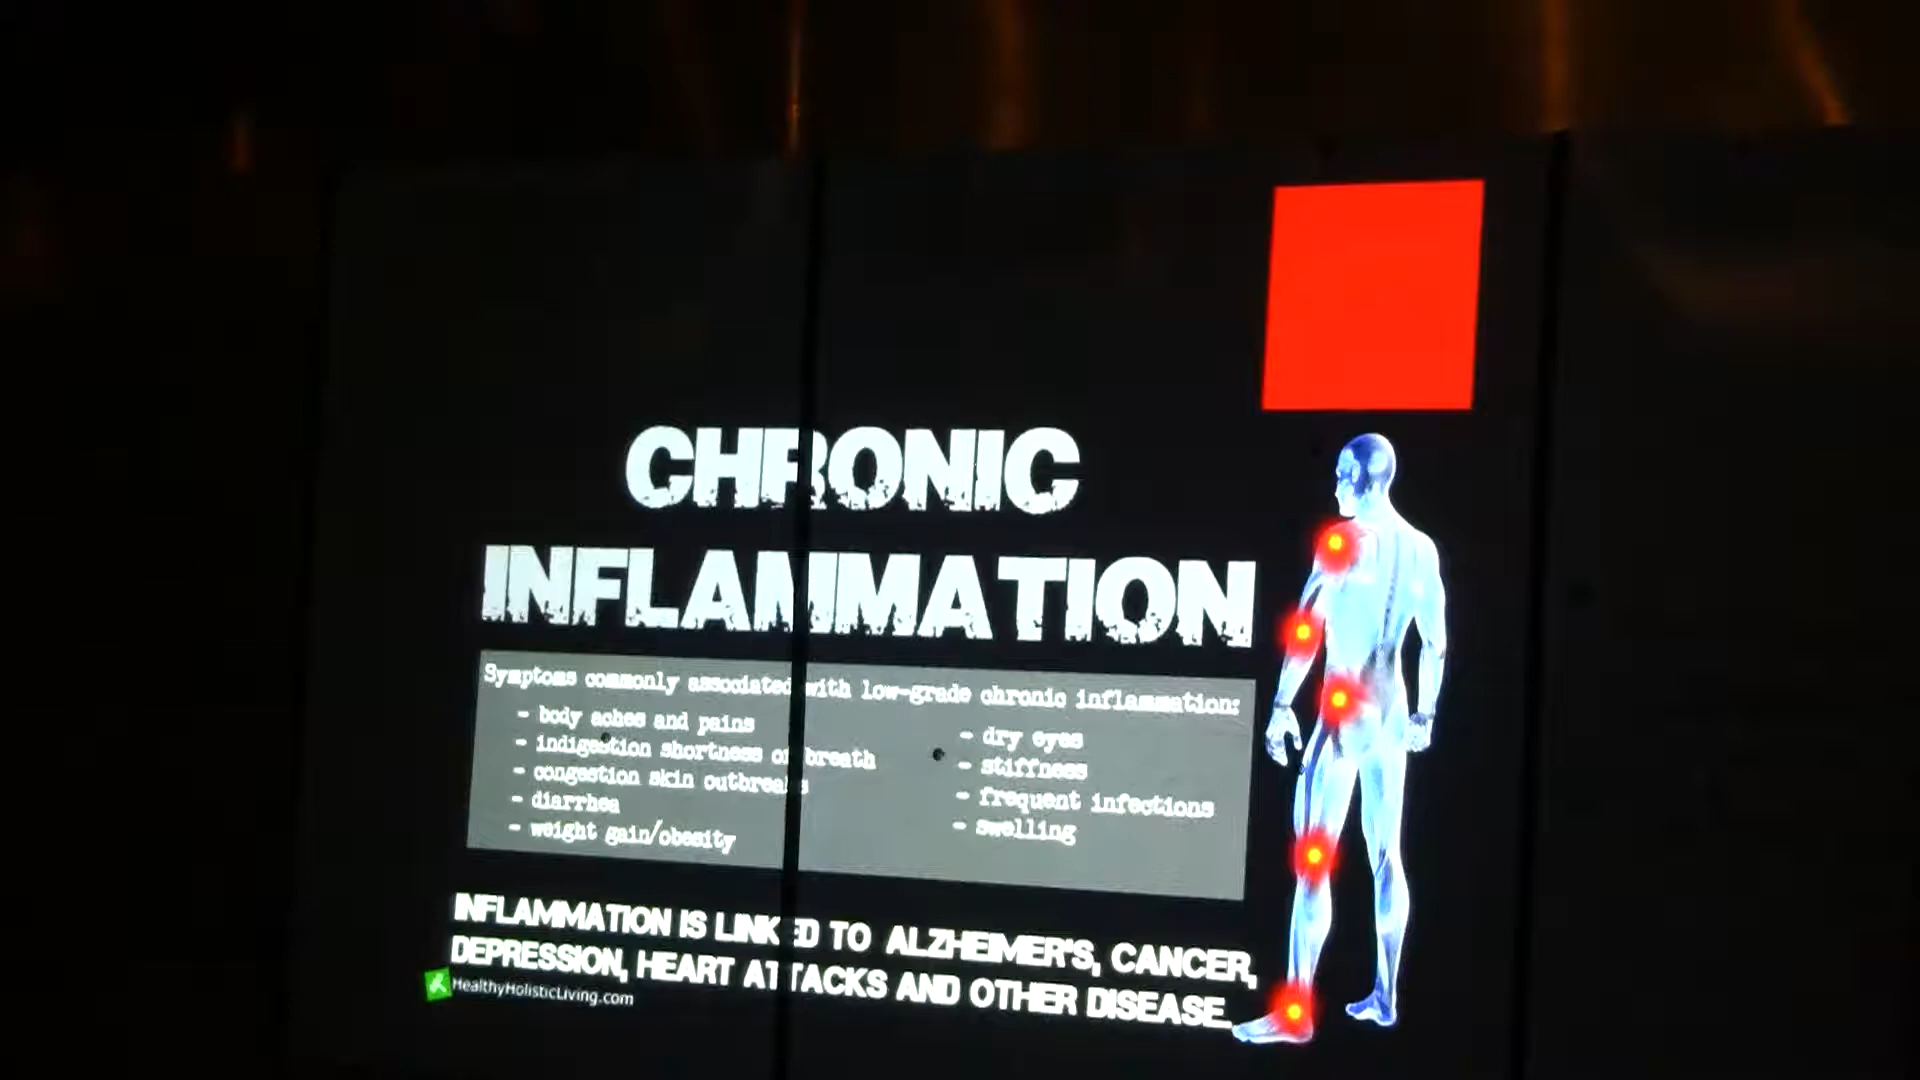 CHRONIC
INFLAMMATION
Symptoms commonly associated with low-grade chronic inflammation:
- body aches and pains
- indigestion shortness of breath
- congestion skin outbreaks
- diarrhea
- weight gain/obesity
- dry eyes
- stiffness
- frequent infections
- swelling
INFLAMMATION IS LINKED TO ALZHEIMER'S, CANCER,
DEPRESSION, HEART ATTACKS AND OTHER DISEASE.
HealthyHolisticLiving.com